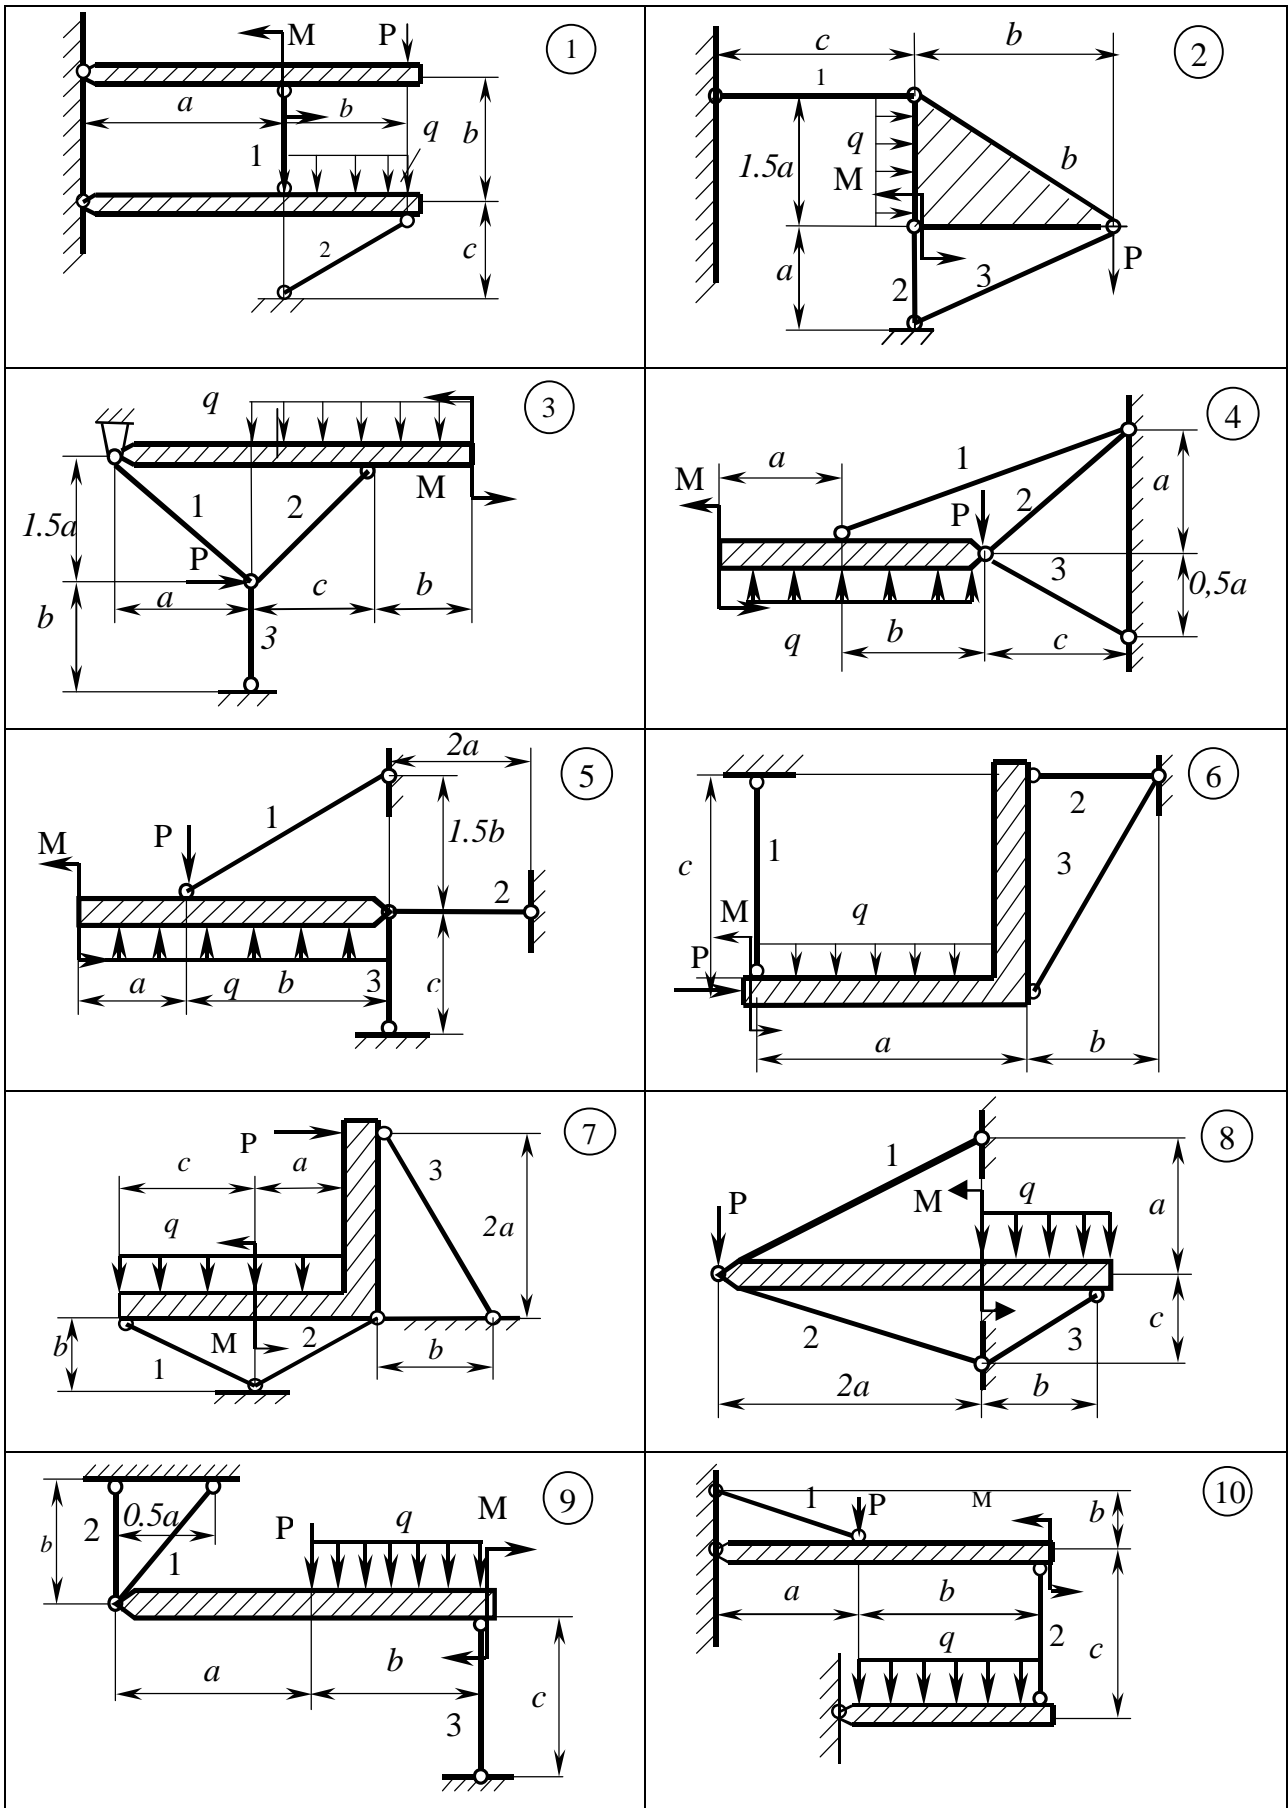 M P 1
a b q b
1
2 c
c b 2
1
q b
1.5a
M
a 2 3 P
q 3
M
1 2
1.5a
P
a c b
b 3
4
a 1
M 2 a
P
3 0,5a
q b c
2a 5
1
M P 1.5b
2
a q b 3 c
6
2
1 3
c
M q
P
a b
P 7
c a 3
q 2a
b M 2 b
1
8
1
P M q a
2 3 c
2a b
9
b 2 0.5a P q M
1
a b
3 c
10
1 P M b
a b
q 2 c